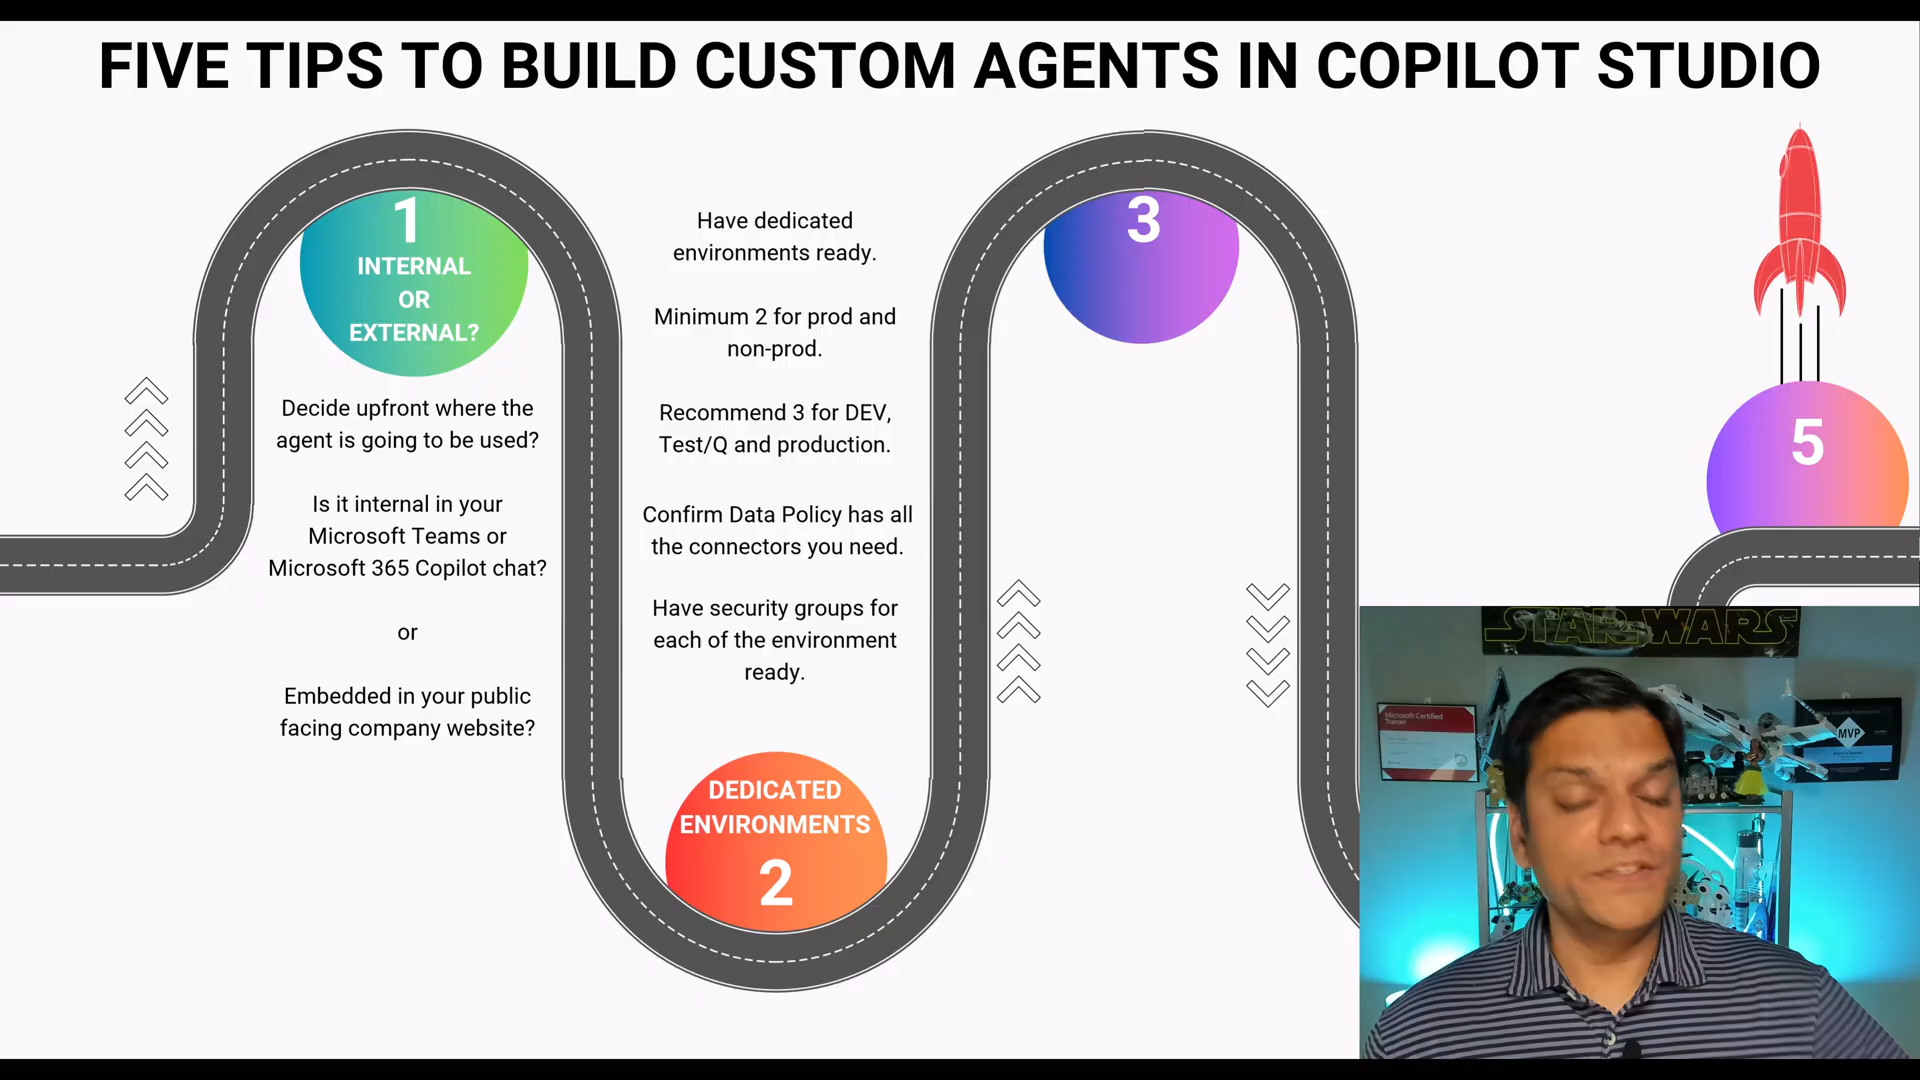 FIVE TIPS TO BUILD CUSTOM AGENTS IN COPILOT STUDIO
1
INTERNAL
OR
EXTERNAL?
Decide upfront where the
agent is going to be used?
Is it internal in your
Microsoft Teams or
Microsoft 365 Copilot chat?
or
Embedded in your public
facing company website?
Have dedicated
environments ready.
Minimum 2 for prod and
non-prod.
Recommend 3 for DEV,
Test/Q and production.
Confirm Data Policy has all
the connectors you need.
Have security groups for
each of the environment
ready.
DEDICATED
ENVIRONMENTS
2
3
5
STAR WARS
Microsoft Certified
Trainer
MVP